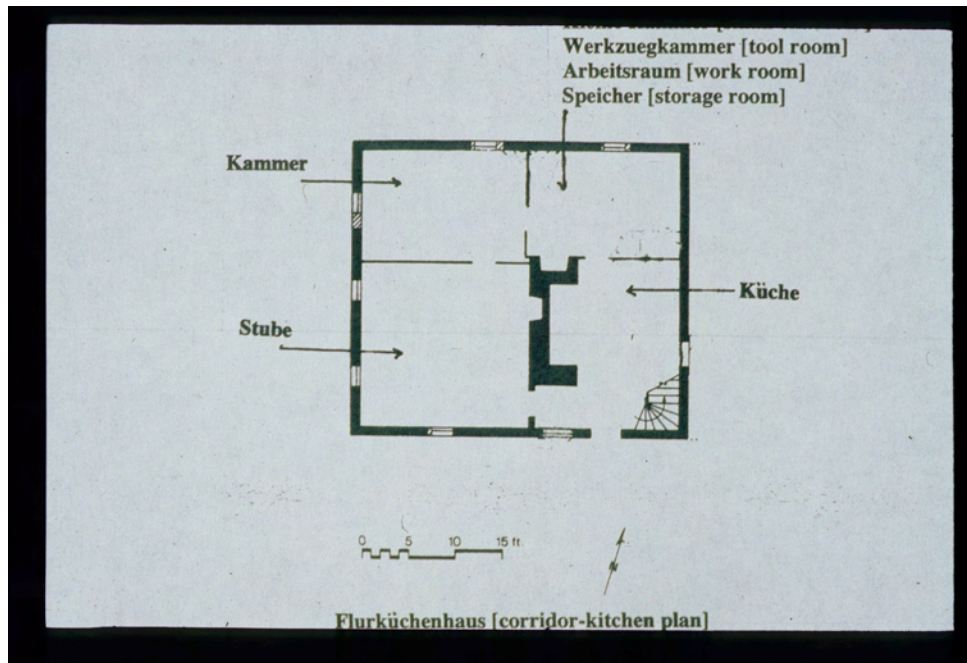 Werkzuegkammer [tool room]
Arbeitsraum [work room]
Speicher [storage room]
Kammer
Küche
Stube
0 5 10 15 ft.
N
Flurküchenhaus [corridor-kitchen plan]